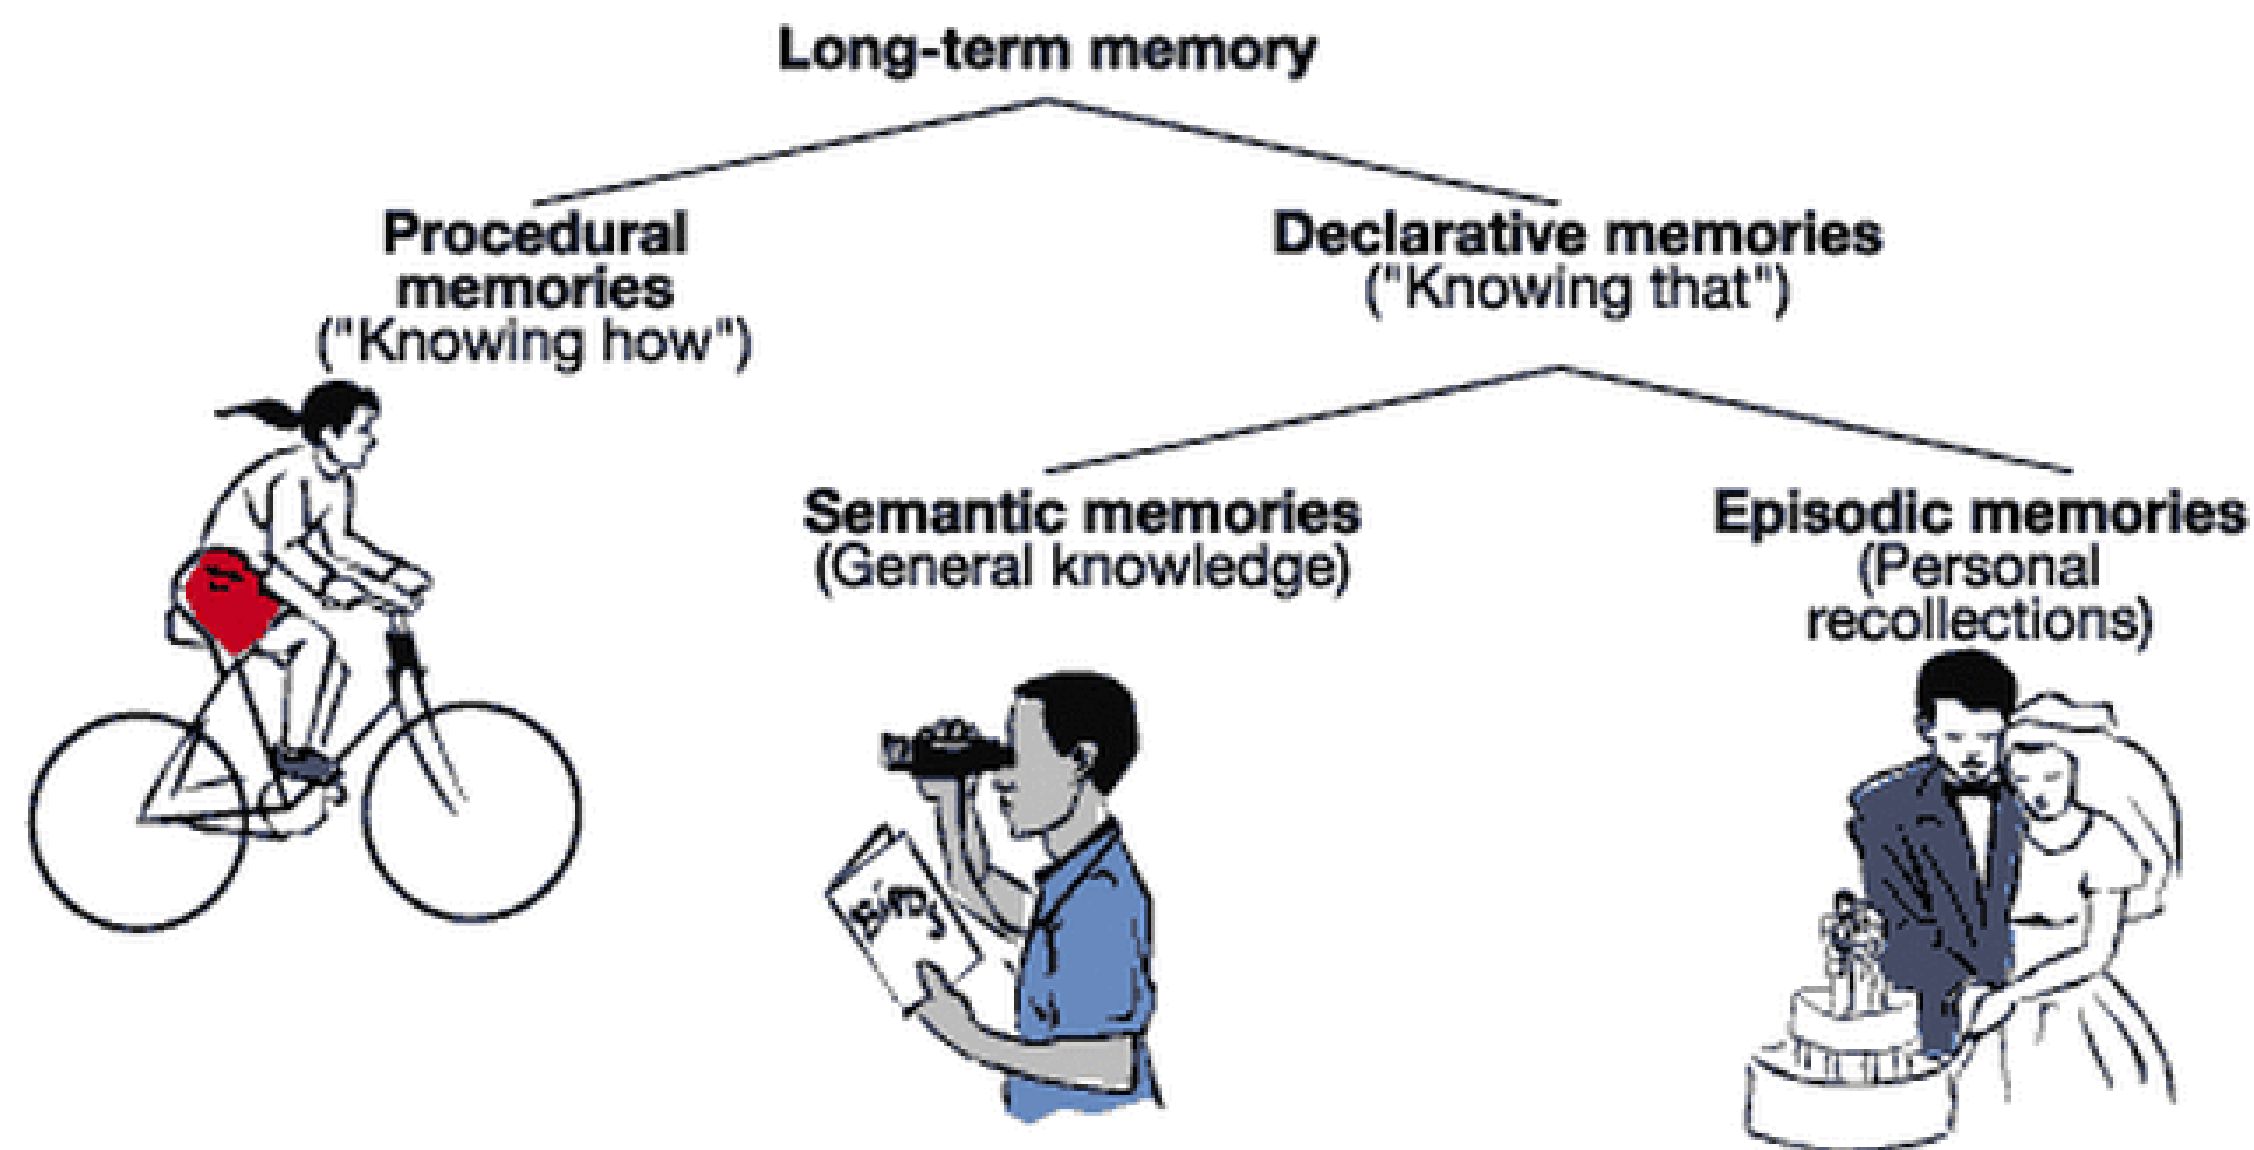 Long-term memory
Procedural
memories
("Knowing how")
Declarative memories
("Knowing that")
Semantic memories
(General knowledge)
Episodic memories
(Personal
recollections)
Birds